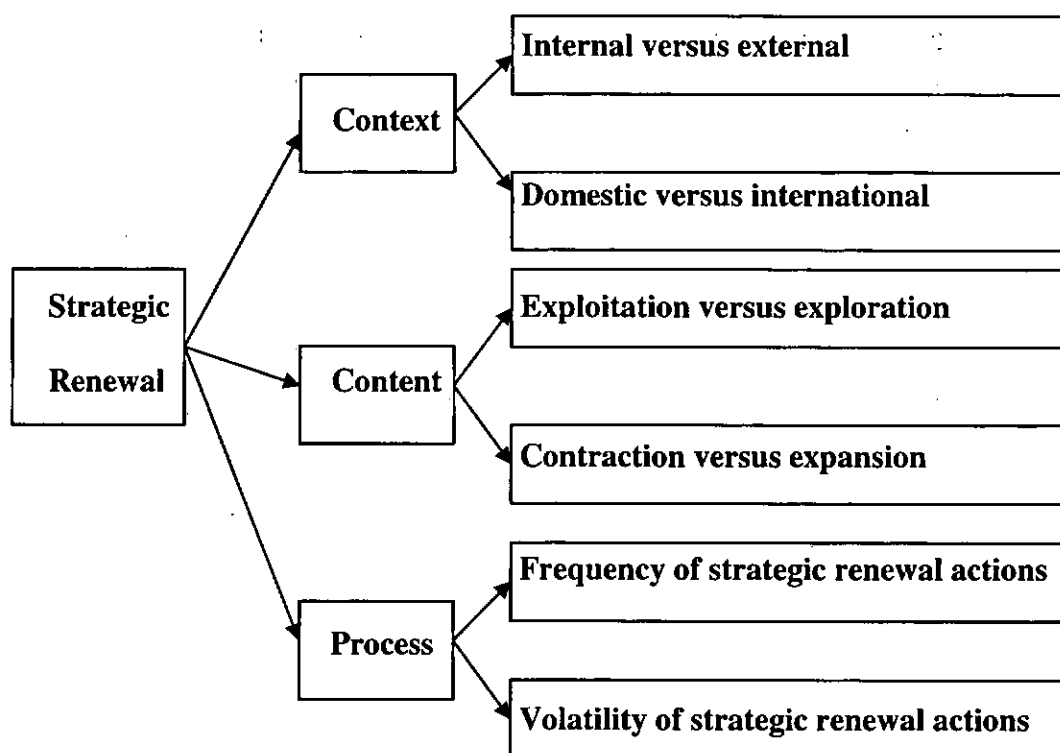 Internal versus external
Context
Domestic versus international
Strategic
Renewal
Exploitation versus exploration
Content
Contraction versus expansion
Frequency of strategic renewal actions
Process
Volatility of strategic renewal actions